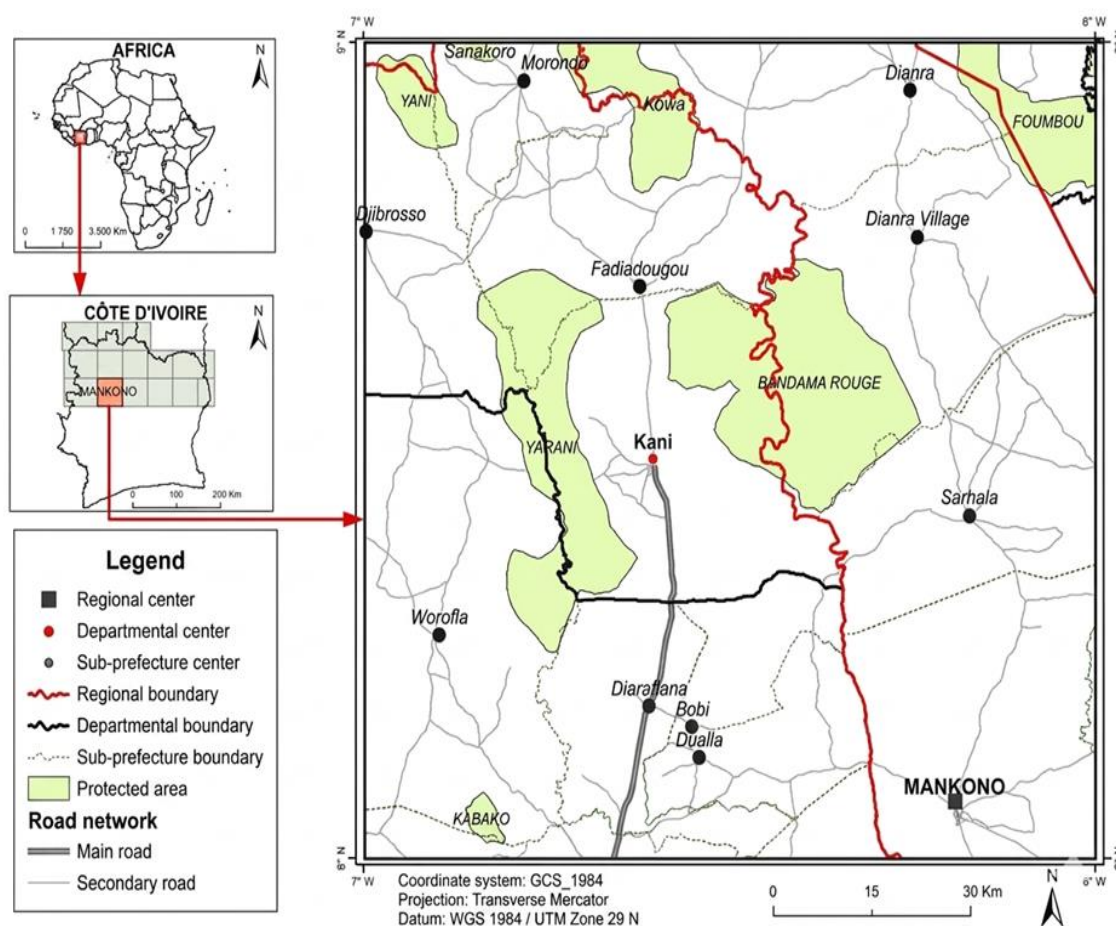 AFRICA
N
0 1 750 3.500 Km
CÔTE D'IVOIRE
N
MANKONO
0 100 200 Km
Legend
Regional center
Departmental center
Sub-prefecture center
Regional boundary
Departmental boundary
Sub-prefecture boundary
Protected area
Road network
Main road
Secondary road
7° W
6° W
9° N
Sanakoro
Morondo
YANI
Kowa
Dianra
FOUMBOU
Djibrosso
Dianra Village
Fadiadougou
BANDAMA ROUGE
YARANI
Kani
Sarhala
Worofla
Diaraflana
Bobi
Dualla
MANKONO
KABAKO
8° N
7° W
6° W
Coordinate system: GCS_1984
Projection: Transverse Mercator
Datum: WGS 1984 / UTM Zone 29 N
0 15 30 Km
N